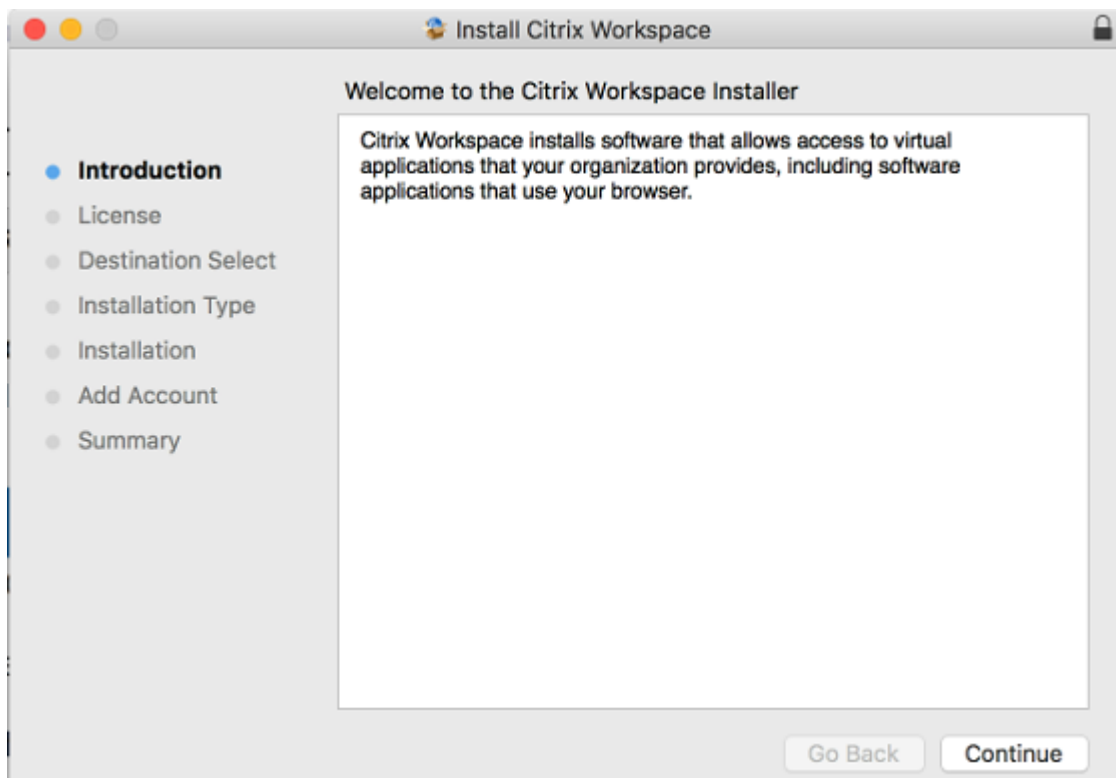 Install Citrix Workspace
Welcome to the Citrix Workspace Installer
Introduction
License
Destination Select
Installation Type
Installation
Add Account
Summary
Citrix Workspace installs software that allows access to virtual
applications that your organization provides, including software
applications that use your browser.
Go Back
Continue